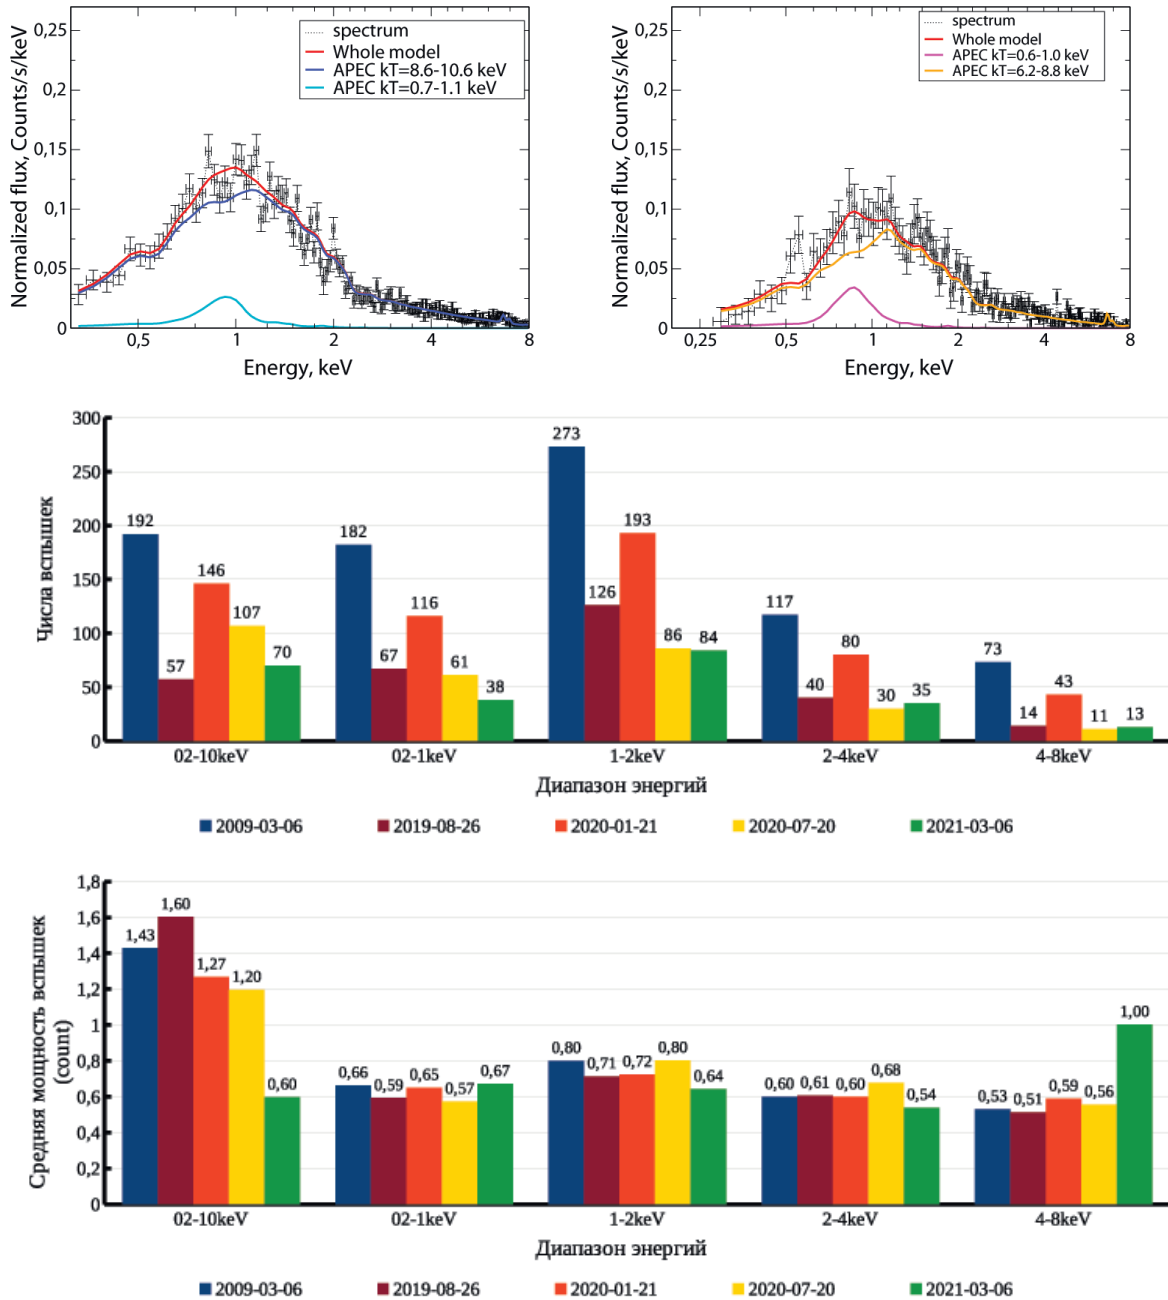 Normalized flux, Counts/s/keV
0,25
0,2
0,15
0,1
0,05
0
spectrum
Whole model
APEC kT=8.6-10.6 keV
APEC kT=0.7-1.1 keV
0,5 1 2 4 8
Energy, keV
Normalized flux, Counts/s/keV
0,25
0,2
0,15
0,1
0,05
0
spectrum
Whole model
APEC kT=0.6-1.0 keV
APEC kT=6.2-8.8 keV
0,25 0,5 1 2 4 8
Energy, keV
Числа вспышек
300
250
200
150
100
50
0
192 57 146 107 70
182 67 116 61 38
273 126 193 86 84
117 40 80 30 35
73 14 43 11 13
02-10keV 02-1keV 1-2keV 2-4keV 4-8keV
Диапазон энергий
2009-03-06 2019-08-26 2020-01-21 2020-07-20 2021-03-06
Средняя мощность вспышек
(count)
1,8
1,6
1,4
1,2
1
0,8
0,6
0,4
0,2
0
1,43 1,60 1,27 1,20 0,60
0,66 0,59 0,65 0,57 0,67
0,80 0,71 0,72 0,80 0,64
0,60 0,61 0,60 0,68 0,54
0,53 0,51 0,59 0,56 1,00
02-10keV 02-1keV 1-2keV 2-4keV 4-8keV
Диапазон энергий
2009-03-06 2019-08-26 2020-01-21 2020-07-20 2021-03-06